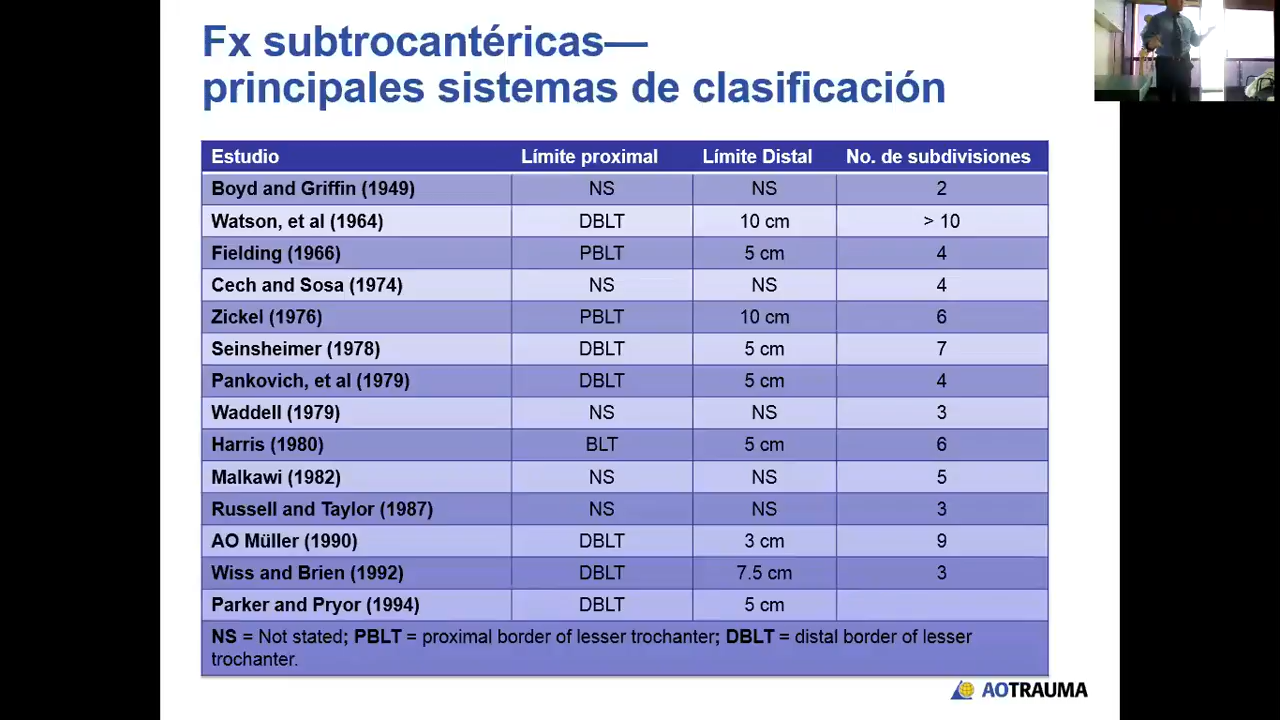 Fx subtrocantéricas—
principales sistemas de clasificación
Estudio Límite proximal Límite Distal No. de subdivisiones
Boyd and Griffin (1949) NS NS 2
Watson, et al (1964) DBLT 10 cm > 10
Fielding (1966) PBLT 5 cm 4
Cech and Sosa (1974) NS NS 4
Zickel (1976) PBLT 10 cm 6
Seinsheimer (1978) DBLT 5 cm 7
Pankovich, et al (1979) DBLT 5 cm 4
Waddell (1979) NS NS 3
Harris (1980) BLT 5 cm 6
Malkawi (1982) NS NS 5
Russell and Taylor (1987) NS NS 3
AO Müller (1990) DBLT 3 cm 9
Wiss and Brien (1992) DBLT 7.5 cm 3
Parker and Pryor (1994) DBLT 5 cm
NS = Not stated; PBLT = proximal border of lesser trochanter; DBLT = distal border of lesser
trochanter.
AOTRAUMA